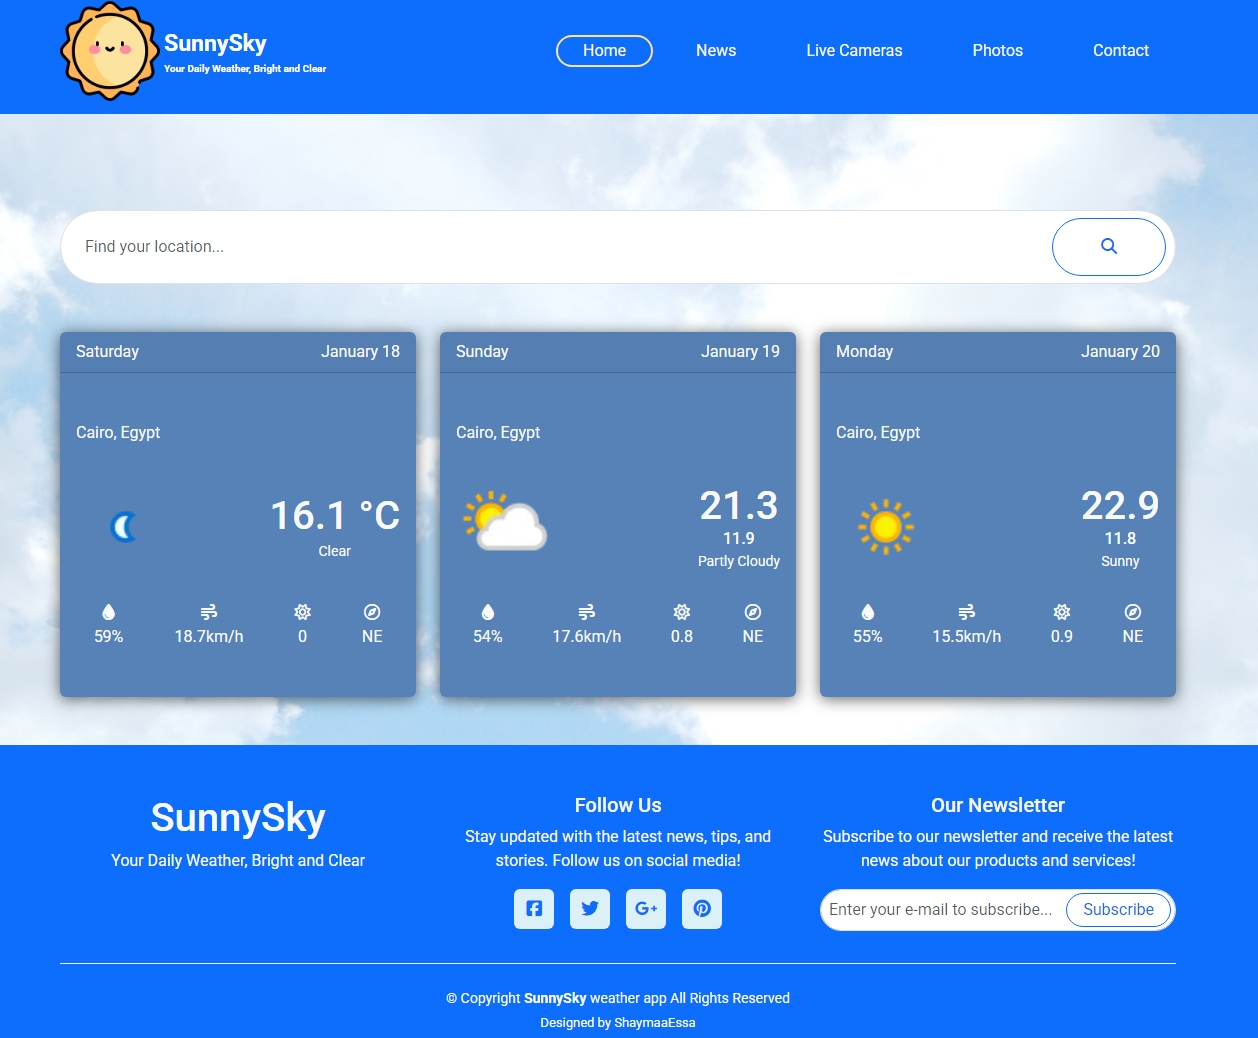 SunnySky
Your Daily Weather, Bright and Clear
Home
News
Live Cameras
Photos
Contact
Find your location...
Saturday
January 18
Cairo, Egypt
16.1 °C
Clear
59%
18.7km/h
0
NE
Sunday
January 19
Cairo, Egypt
21.3
11.9
Partly Cloudy
54%
17.6km/h
0.8
NE
Monday
January 20
Cairo, Egypt
22.9
11.8
Sunny
55%
15.5km/h
0.9
NE
SunnySky
Your Daily Weather, Bright and Clear
Follow Us
Stay updated with the latest news, tips, and
stories. Follow us on social media!
G+
Our Newsletter
Subscribe to our newsletter and receive the latest
news about our products and services!
Enter your e-mail to subscribe...
Subscribe
© Copyright SunnySky weather app All Rights Reserved
Designed by ShaymaaEssa